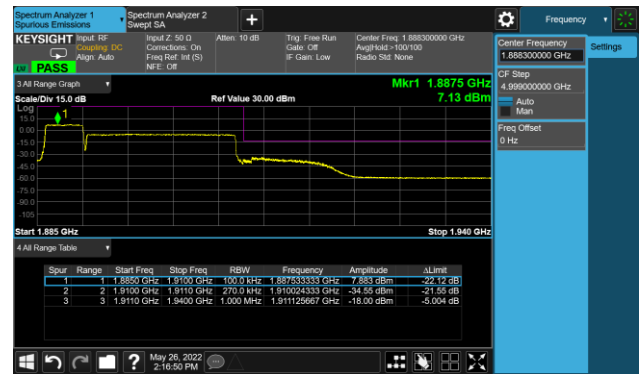 Spectrum Analyzer 1
Spurious Emissions
Spectrum Analyzer 2
Swept SA
Frequency
KEYSIGHT
Input: RF
Coupling: DC
Align: Auto
Input Z: 50 Ω
Corrections: On
Freq Ref: Int (S)
NFE: Off
Atten: 10 dB
Trig: Free Run
Gate: Off
IF Gain: Low
Center Freq: 1.888300000 GHz
Avg|Hold:>100/100
Radio Std: None
LXI
PASS
Center Frequency
1.888300000 GHz
Settings
CF Step
4.999000000 GHz
Auto
Man
Freq Offset
0 Hz
3 All Range Graph
Mkr1 1.8875 GHz
Scale/Div 15.0 dB
Ref Value 30.00 dBm
7.13 dBm
Log
1
15.0
0.00
-15.0
-30.0
-45.0
-60.0
-75.0
-90.0
-105
Start 1.885 GHz
Stop 1.940 GHz
4 All Range Table
Spur Range Start Freq Stop Freq RBW Frequency Amplitude ΔLimit
1 1 1.8850 GHz 1.9100 GHz 100.0 kHz 1.887533333 GHz 7.883 dBm -22.12 dB
2 2 1.9100 GHz 1.9110 GHz 270.0 kHz 1.910024333 GHz -34.55 dBm -21.55 dB
3 3 1.9110 GHz 1.9400 GHz 1.000 MHz 1.911125667 GHz -18.00 dBm -5.004 dB
May 26, 2022
2:16:50 PM